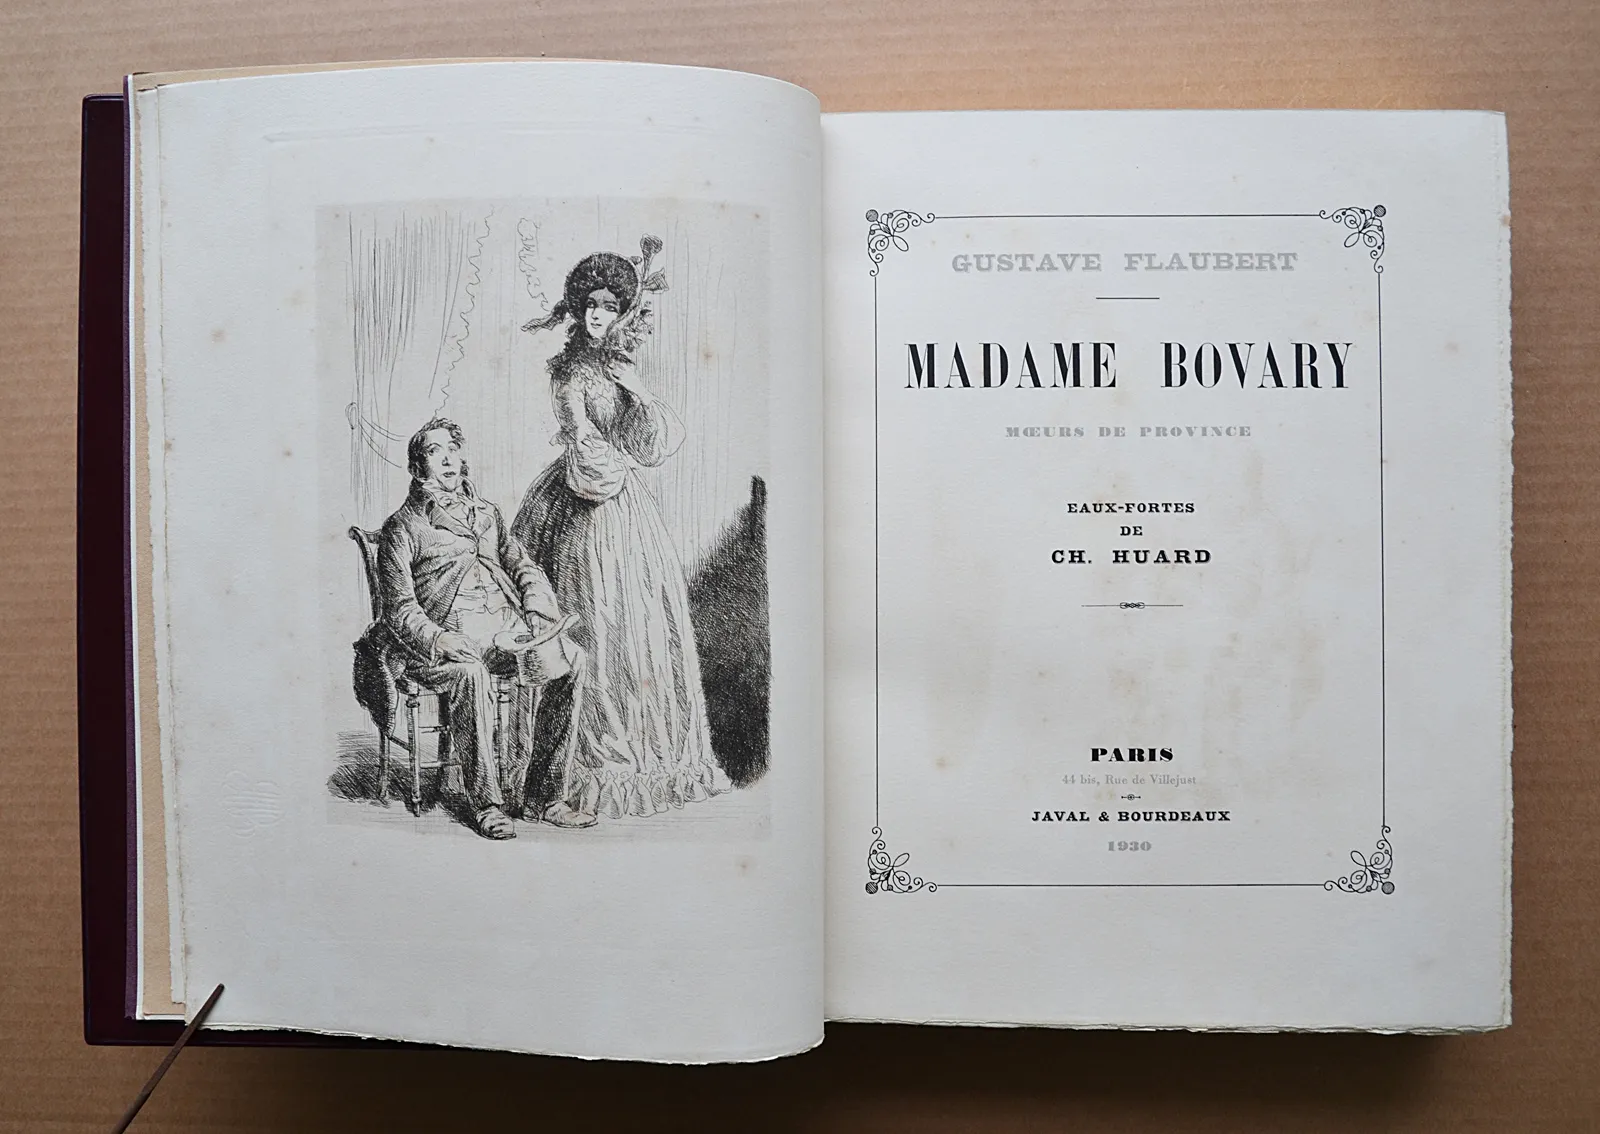 GUSTAVE FLAUBERT
MADAME BOVARY
MŒURS DE PROVINCE
EAUX-FORTES
DE
CH. HUARD
PARIS
44 bis, Rue de Villejust
JAVAL & BOURDEAUX
1930